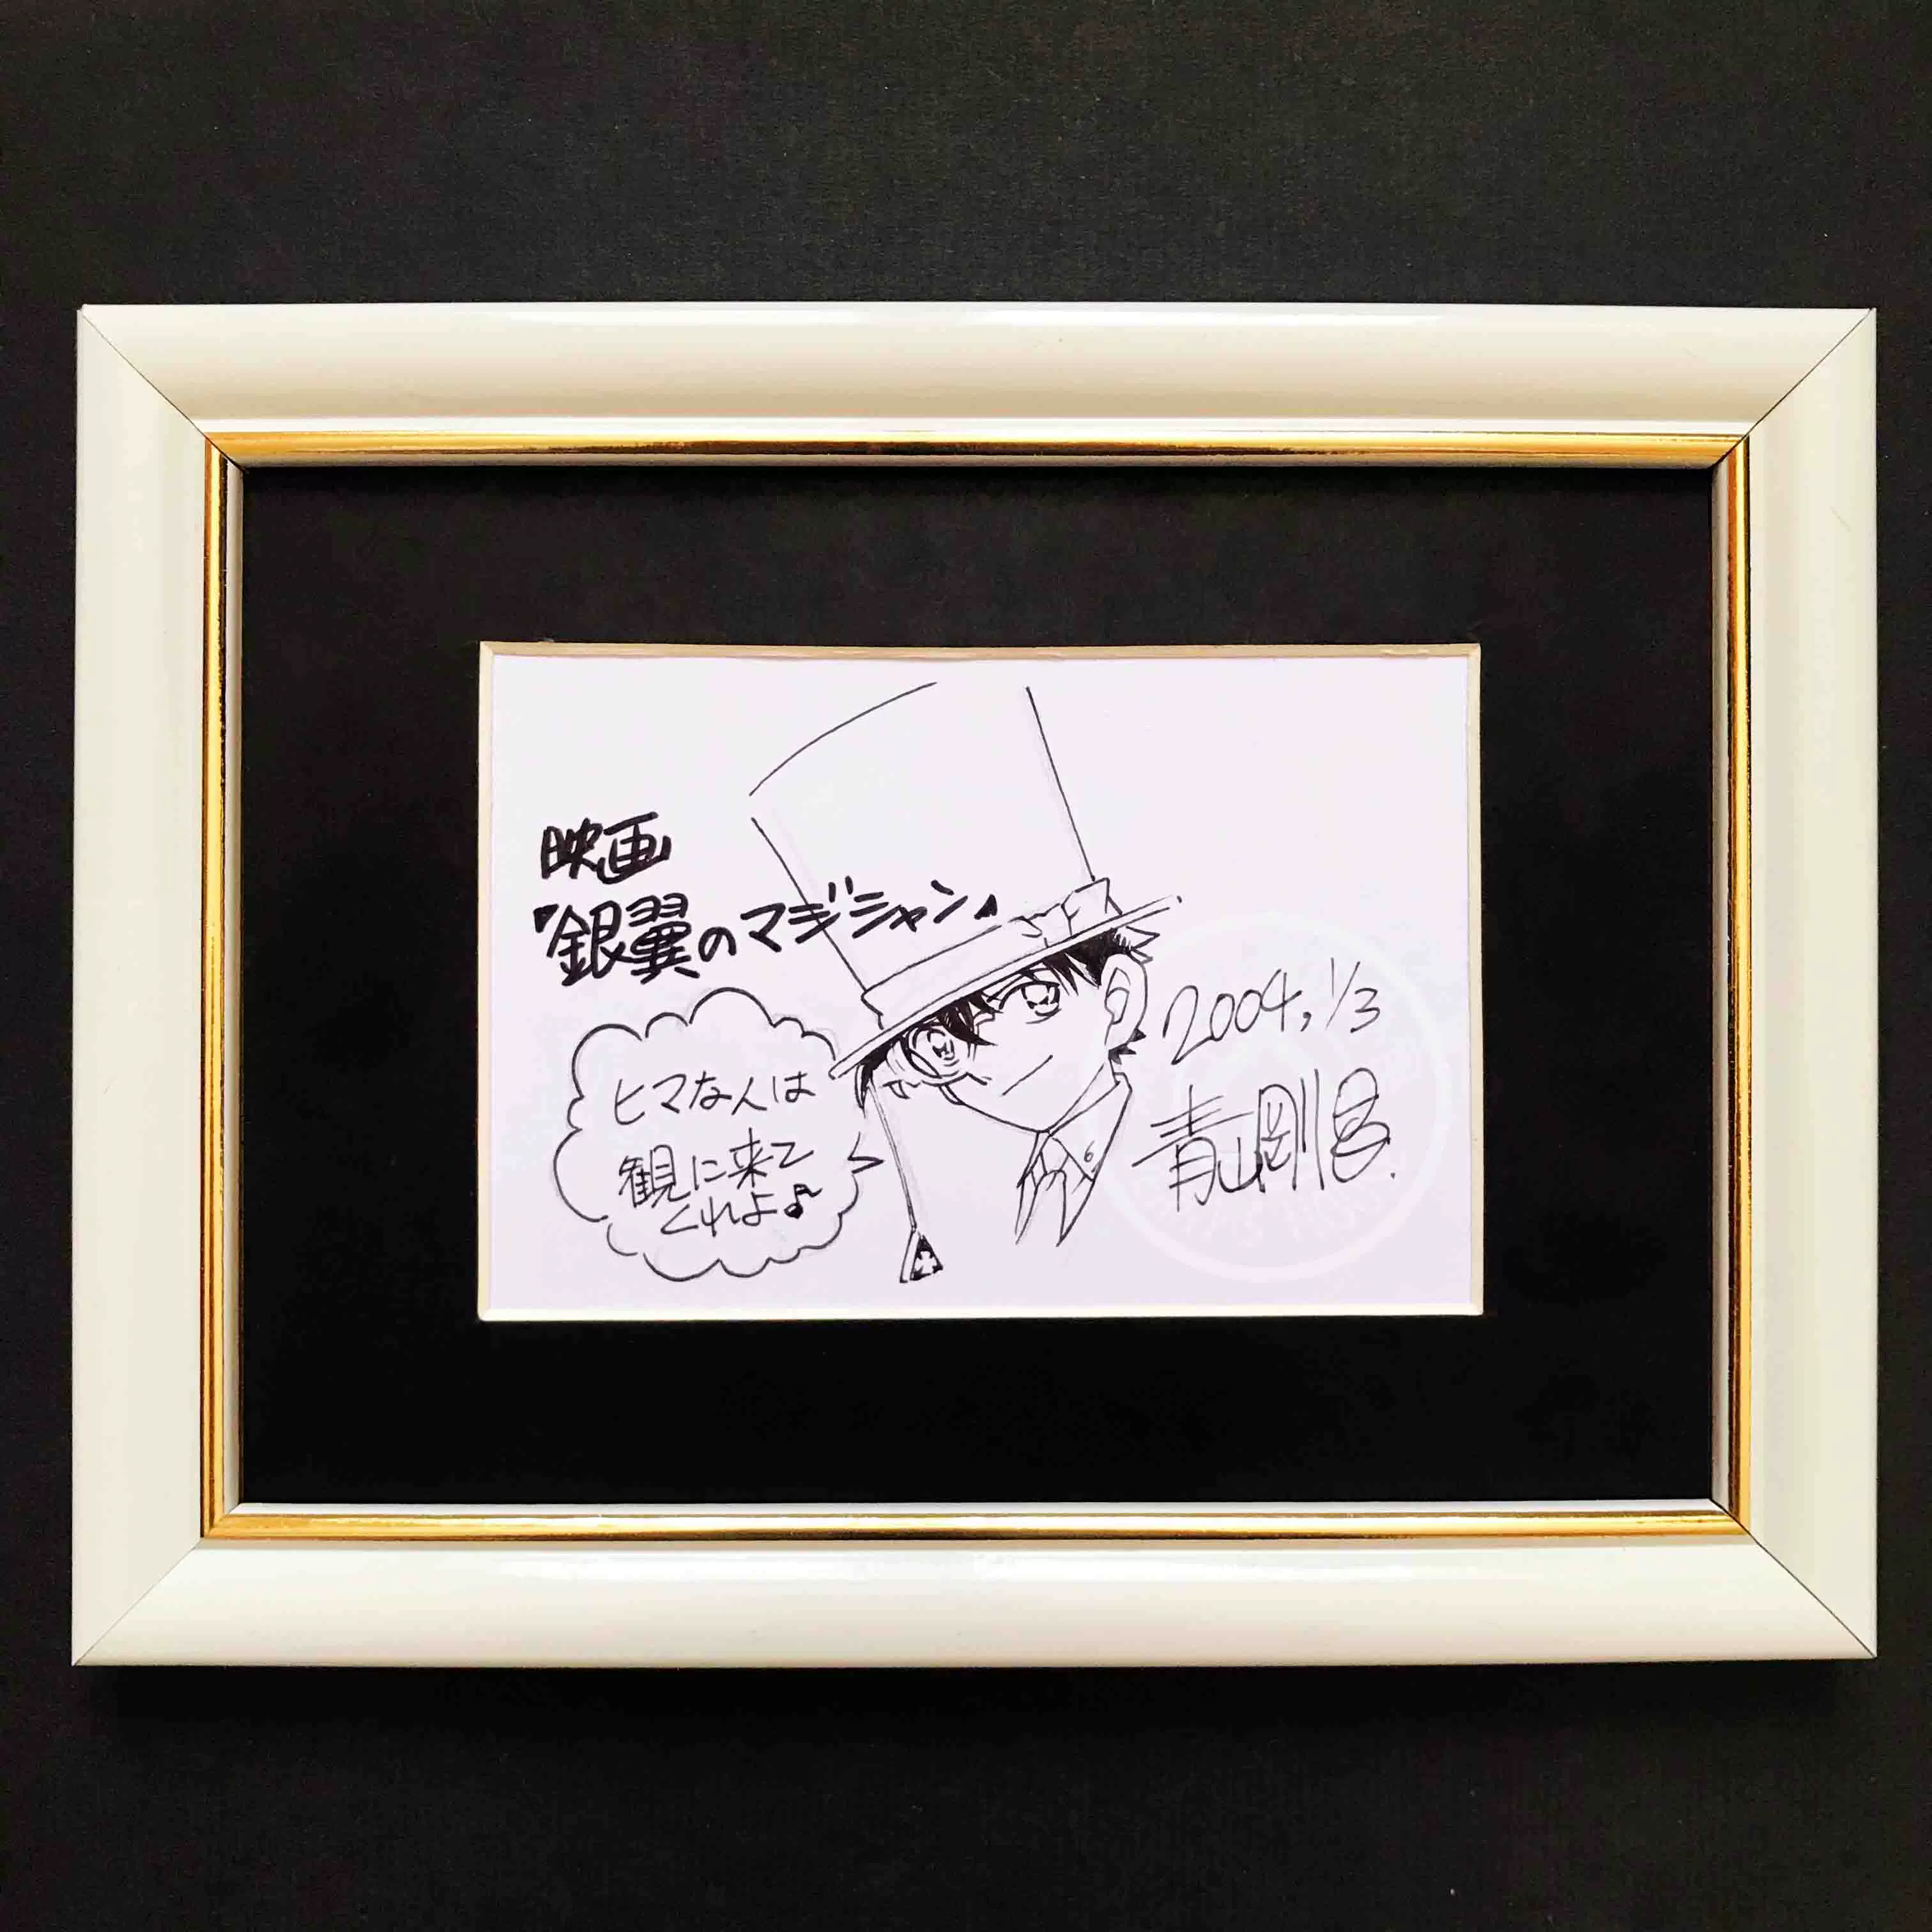 映画
『銀翼のマジシャン』
ヒマな人は
観に来て
くれよ♪
2004, 1/3
青山剛昌